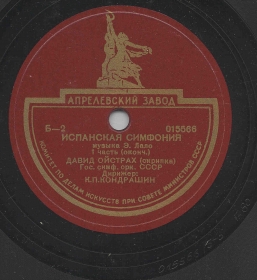 АПРЕЛЕВСКИЙ ЗАВОД
Б—2 015566
ИСПАНСКАЯ СИМФОНИЯ
музыка Э. Лало
1 часть (оконч.)
ДАВИД ОЙСТРАХ (скрипка)
Гос. симф. орк. СССР
Дирижер:
К.П.КОНДРАШИН
КОМИТЕТ ПО ДЕЛАМ ИСКУССТВ ПРИ СОВЕТЕ МИНИСТРОВ СССР